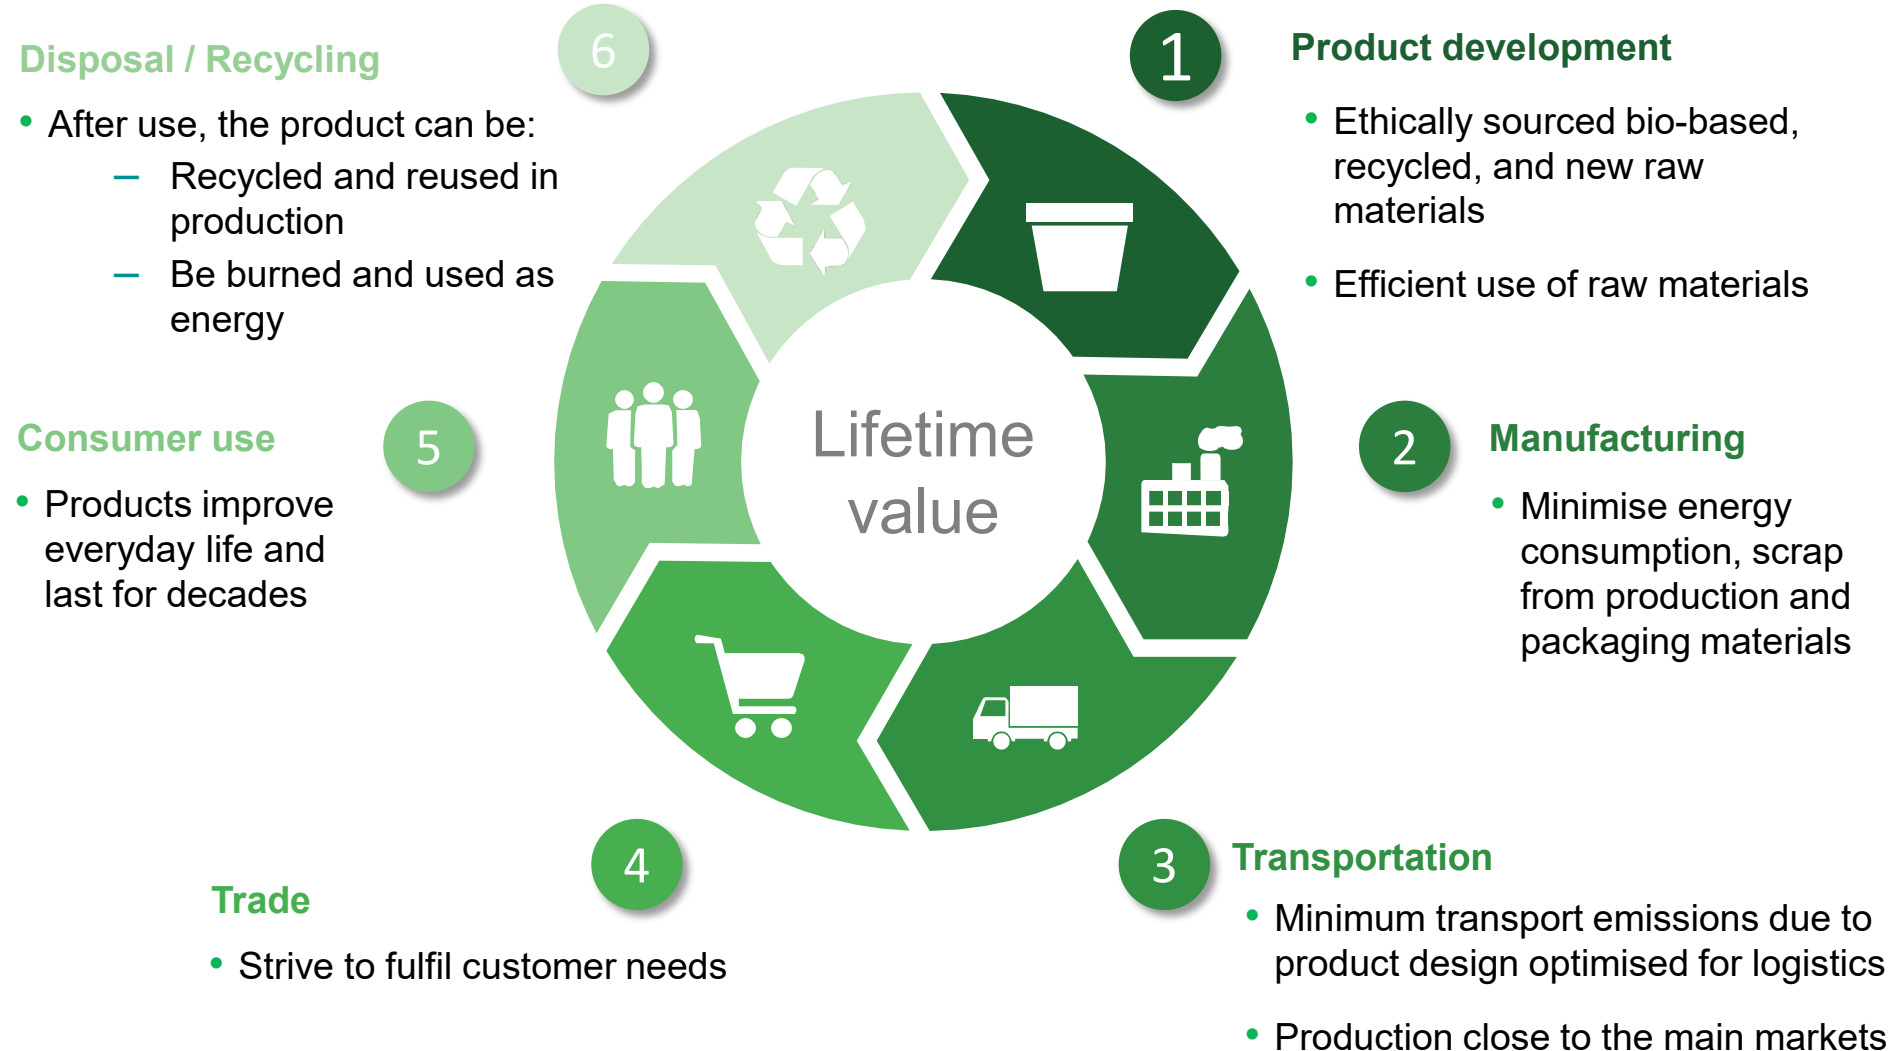 1
Product development
• Ethically sourced bio-based,
recycled, and new raw
materials
• Efficient use of raw materials
2
Manufacturing
• Minimise energy
consumption, scrap
from production and
packaging materials
3
Transportation
• Minimum transport emissions due to
product design optimised for logistics
• Production close to the main markets
4
Trade
• Strive to fulfil customer needs
5
Consumer use
• Products improve
everyday life and
last for decades
6
Disposal / Recycling
• After use, the product can be:
– Recycled and reused in
production
– Be burned and used as
energy
Lifetime
value